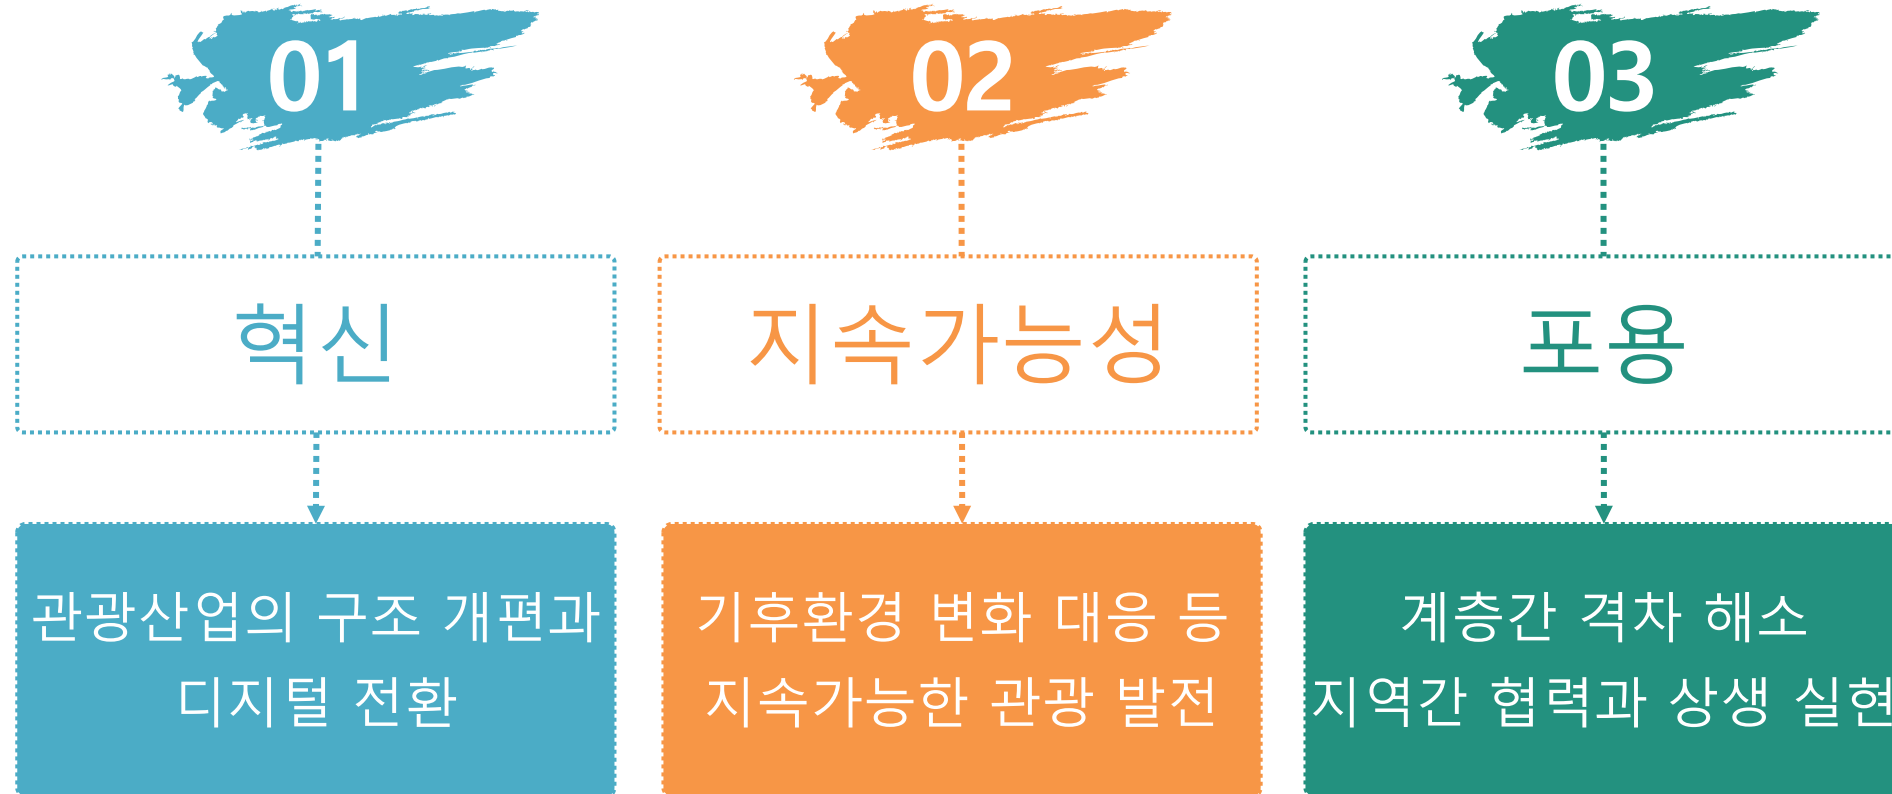 01
혁신
관광산업의 구조 개편과
디지털 전환
02
지속가능성
기후환경 변화 대응 등
지속가능한 관광 발전
03
포용
계층간 격차 해소
지역간 협력과 상생 실현